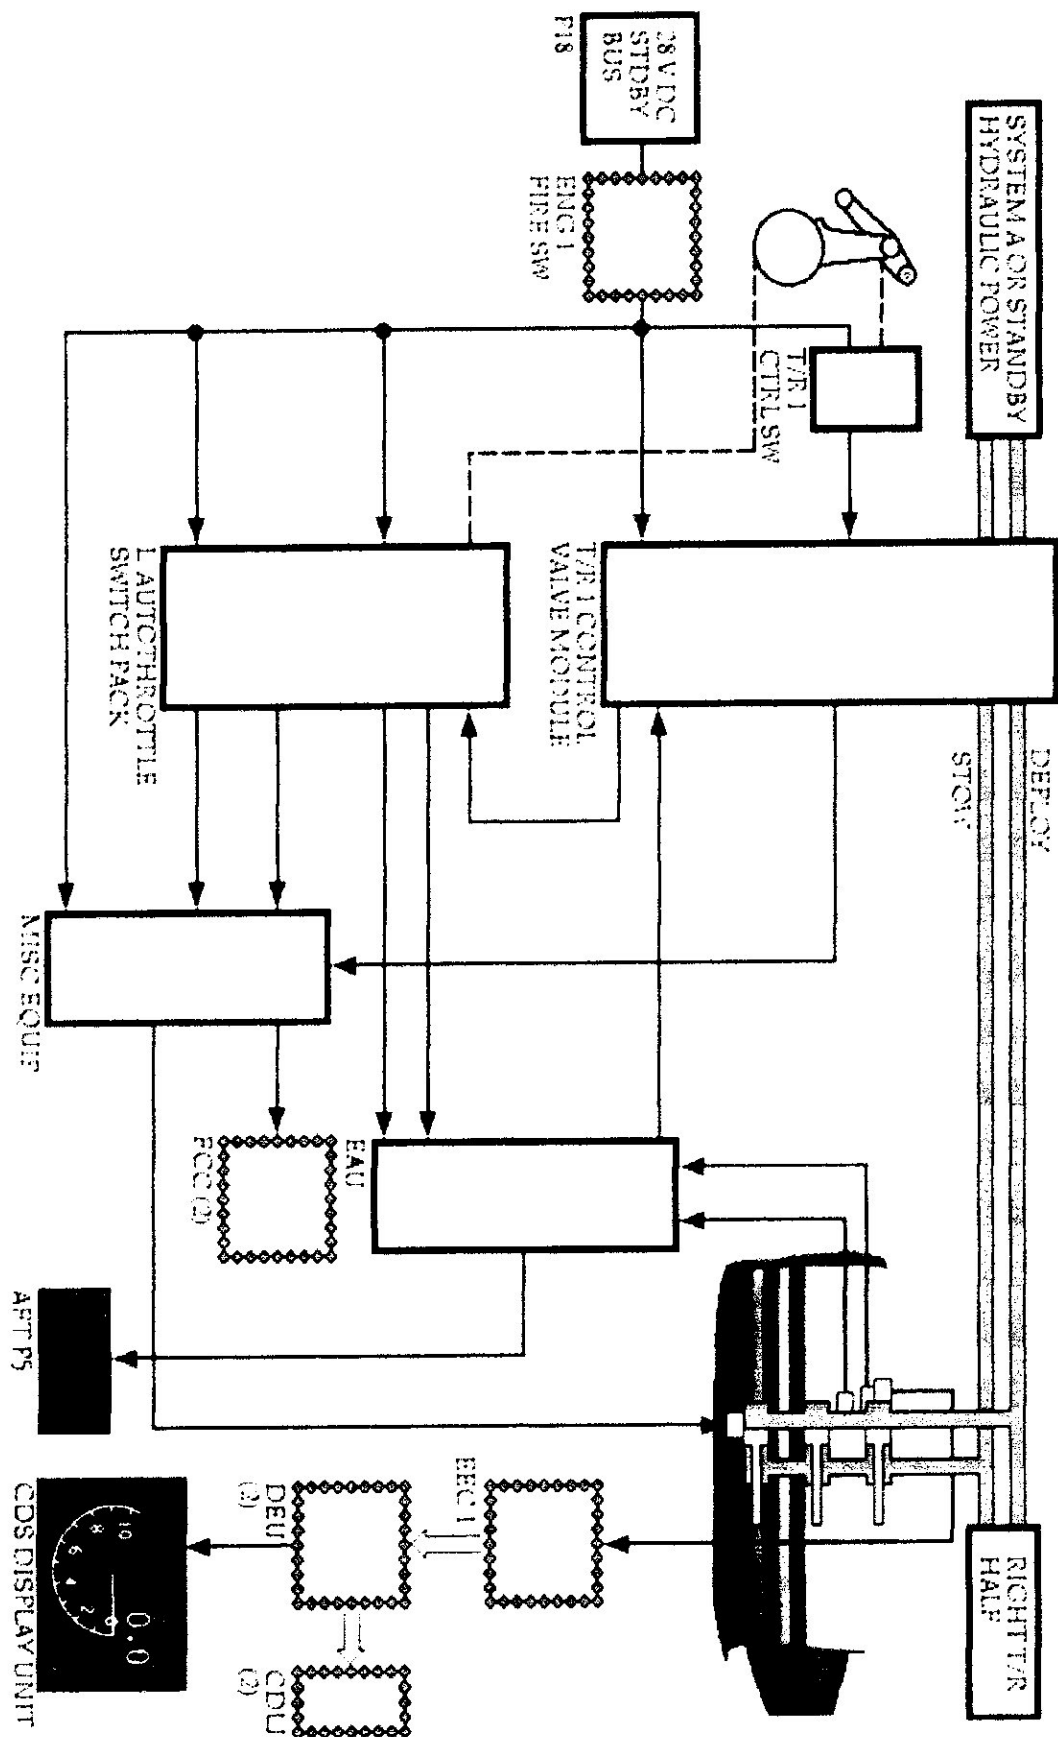 SYSTEM A OR STANDBY
HYDRAULIC POWER
28 V DC
STDBY
BUS
P18
ENG 1
FIRE SW
T/R 1
CTRL SW
T/R 1 CONTROL
VALVE MODULE
L AUTOTHROTTLE
SWITCH PACK
DEPLOY
STOW
MISC EQUIP
EAU
FCC (2)
AFT P5
RIGHT T/R
HALF
EEC 1
DEU
(2)
CDU
(2)
10
8
6
4
2
0
0.0
CDS DISPLAY UNIT